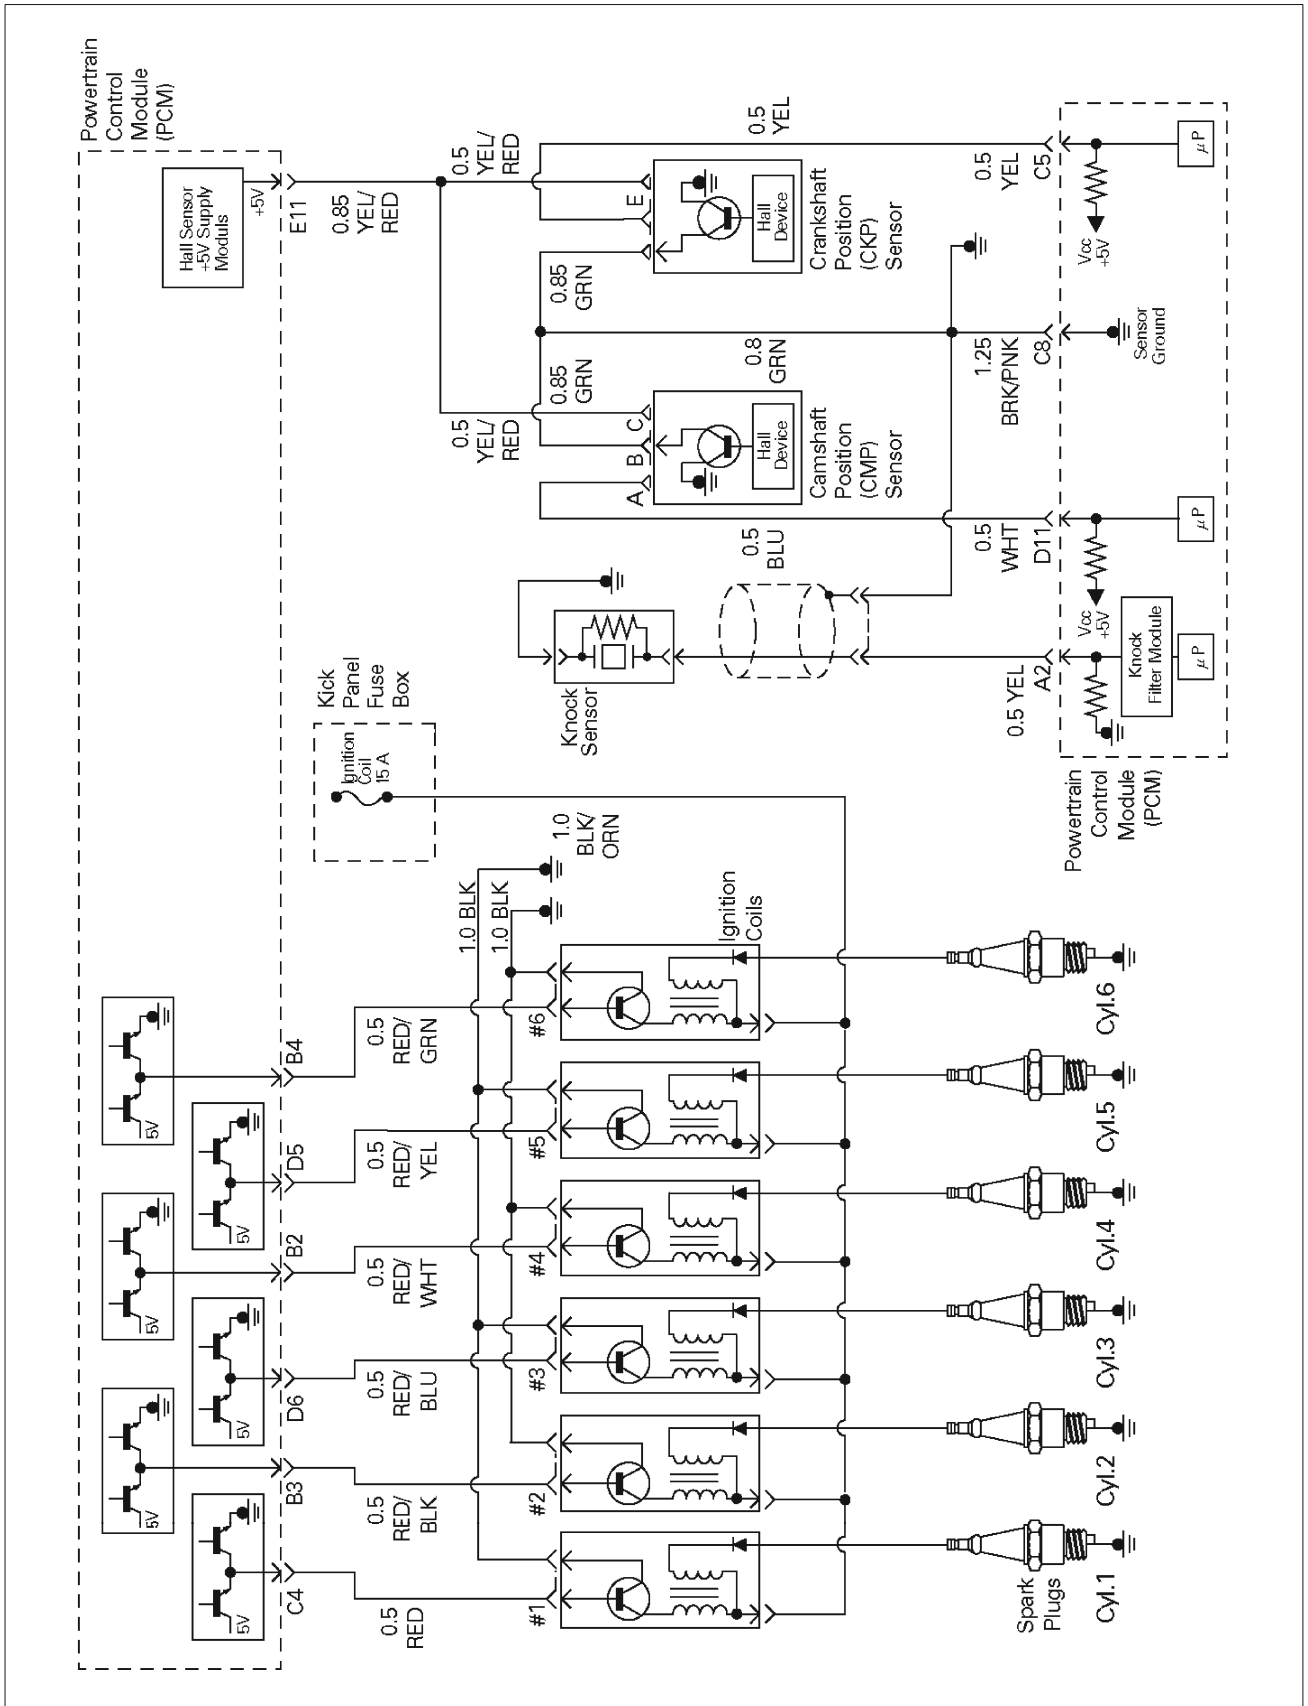 Powertrain
Control
Module
(PCM)
Hall Sensor
+5V Supply
Moduls
+5V
E11
0.85
YEL/
RED
0.5
YEL/
RED
0.5
YEL
0.85
GRN
E
Hall
Device
Crankshaft
Position
(CKP)
Sensor
0.5
YEL
C5
Vcc
+5V
µP
0.5
YEL/
RED
0.85
GRN
0.8
GRN
A
B
C
Hall
Device
Camshaft
Position
(CMP)
Sensor
1.25
BRK/PNK
C8
Sensor
Ground
0.5
WHT
D11
Vcc
+5V
µP
0.5
BLU
Knock
Sensor
0.5 YEL
A2
Knock
Filter Module
µP
Powertrain
Control
Module
(PCM)
Kick
Panel
Fuse
Box
Ignition
Coil
15 A
1.0
BLK/
ORN
1.0 BLK
1.0 BLK
5V
5V
5V
5V
5V
5V
C4
B3
D6
B2
D5
B4
0.5
RED
0.5
RED/
BLK
0.5
RED/
BLU
0.5
RED/
WHT
0.5
RED/
YEL
0.5
RED/
GRN
#1
#2
#3
#4
#5
#6
Ignition
Coils
Spark
Plugs
Cyl.1
Cyl.2
Cyl.3
Cyl.4
Cyl.5
Cyl.6